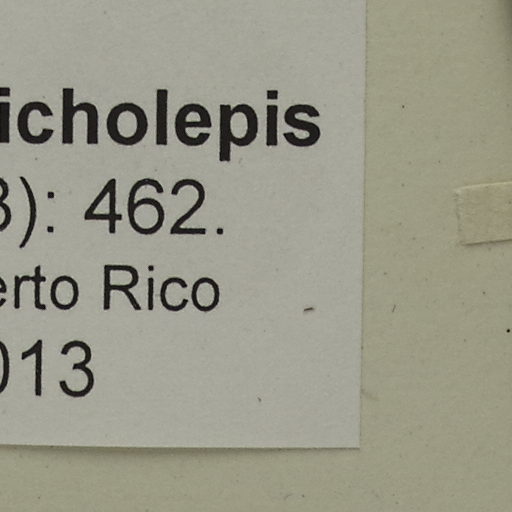 icholepis
3): 462.
erto Rico
013